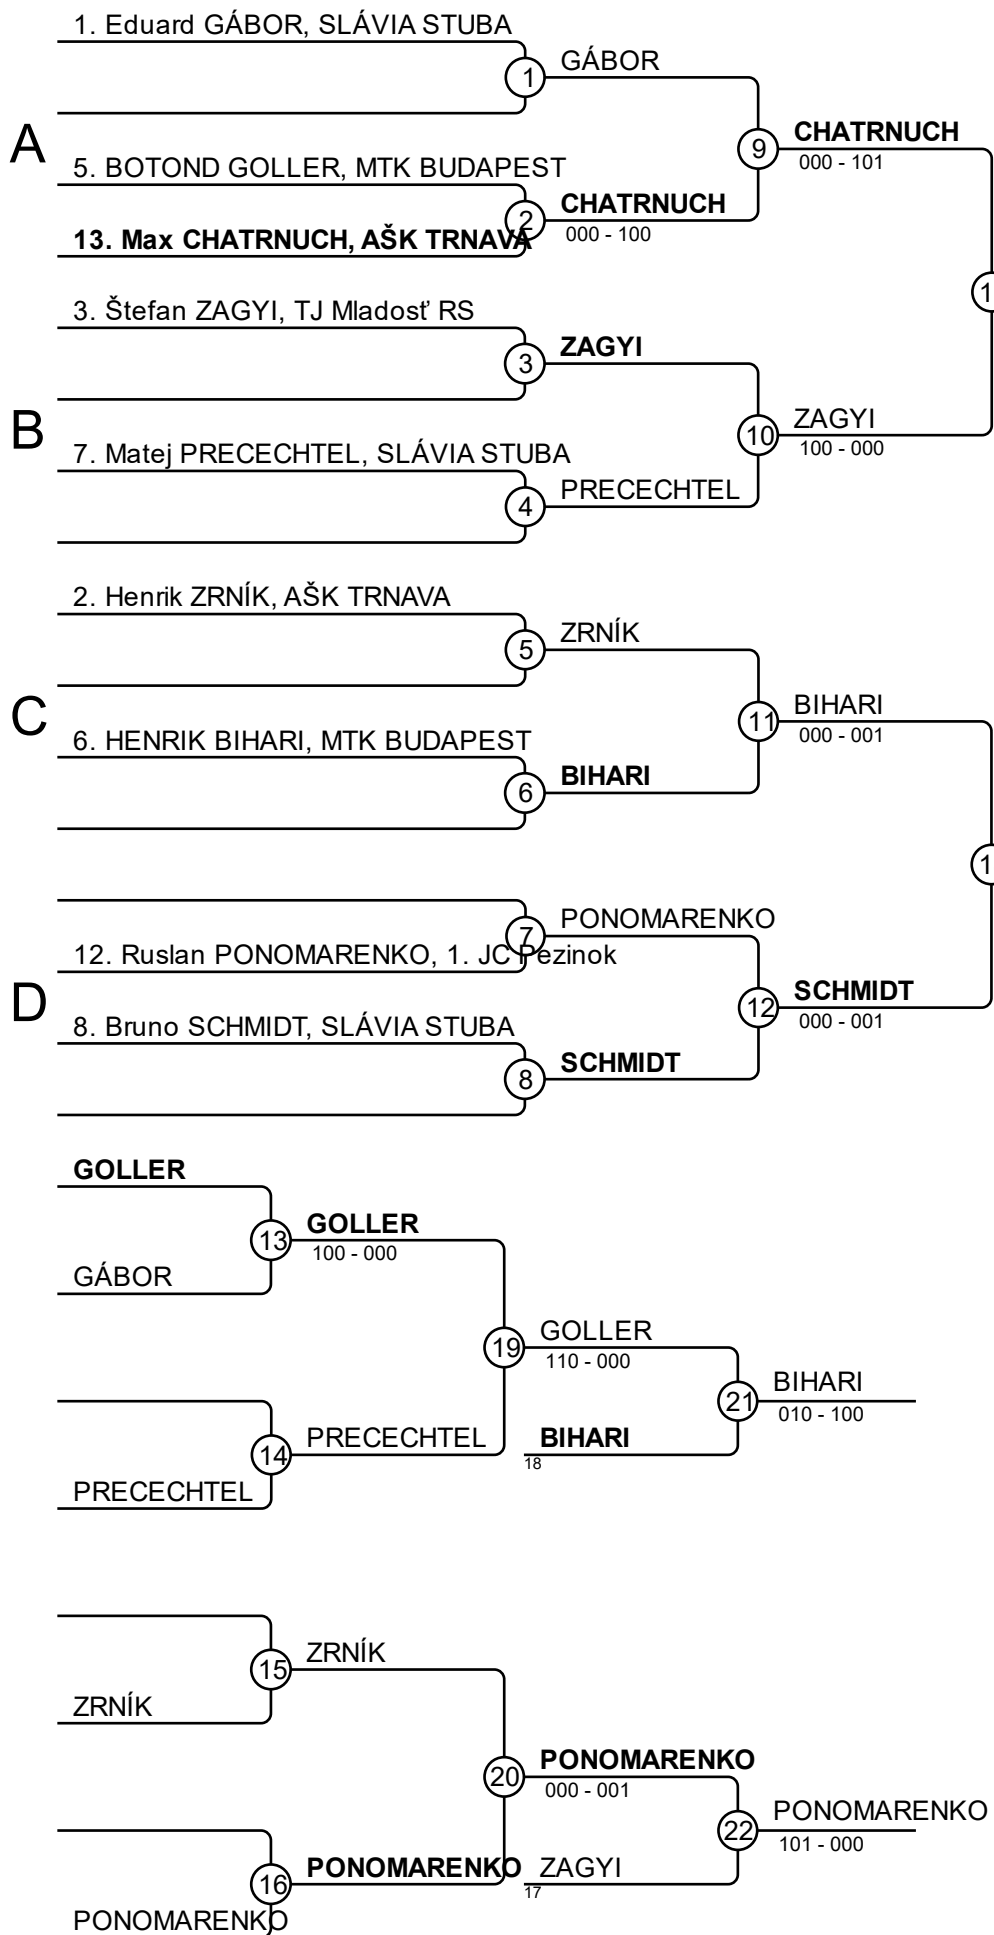 1. Eduard GÁBOR, SLÁVIA STUBA
1
GÁBOR
A
5. BOTOND GOLLER, MTK BUDAPEST
9
CHATRNUCH
000 - 101
2
CHATRNUCH
000 - 100
13. Max CHATRNUCH, AŠK TRNAVA
1
3. Štefan ZAGYI, TJ Mladosť RS
3
ZAGYI
B
10
ZAGYI
100 - 000
7. Matej PRECECHTEL, SLÁVIA STUBA
4
PRECECHTEL
2. Henrik ZRNÍK, AŠK TRNAVA
5
ZRNÍK
C
11
BIHARI
000 - 001
6. HENRIK BIHARI, MTK BUDAPEST
6
BIHARI
1
7
PONOMARENKO
12. Ruslan PONOMARENKO, 1. JC Pezinok
D
12
SCHMIDT
000 - 001
8. Bruno SCHMIDT, SLÁVIA STUBA
8
SCHMIDT
GOLLER
13
GOLLER
100 - 000
GÁBOR
19
GOLLER
110 - 000
21
BIHARI
010 - 100
14
PRECECHTEL
BIHARI
18
PRECECHTEL
15
ZRNÍK
ZRNÍK
20
PONOMARENKO
000 - 001
22
PONOMARENKO
101 - 000
16
PONOMARENKO
ZAGYI
17
PONOMARENKO